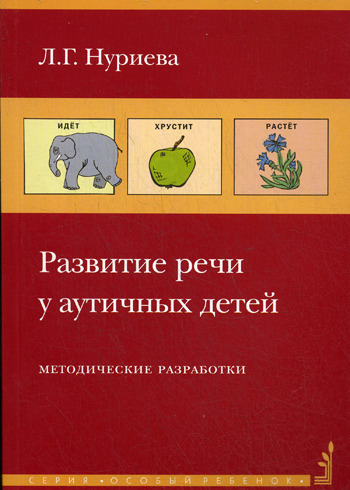 Л.Г. Нуриева
ИДЁТ
ХРУСТИТ
РАСТЁТ
Развитие речи
у аутичных детей
МЕТОДИЧЕСКИЕ РАЗРАБОТКИ
СЕРИЯ • ОСОБЫЙ РЕБЕНОК •